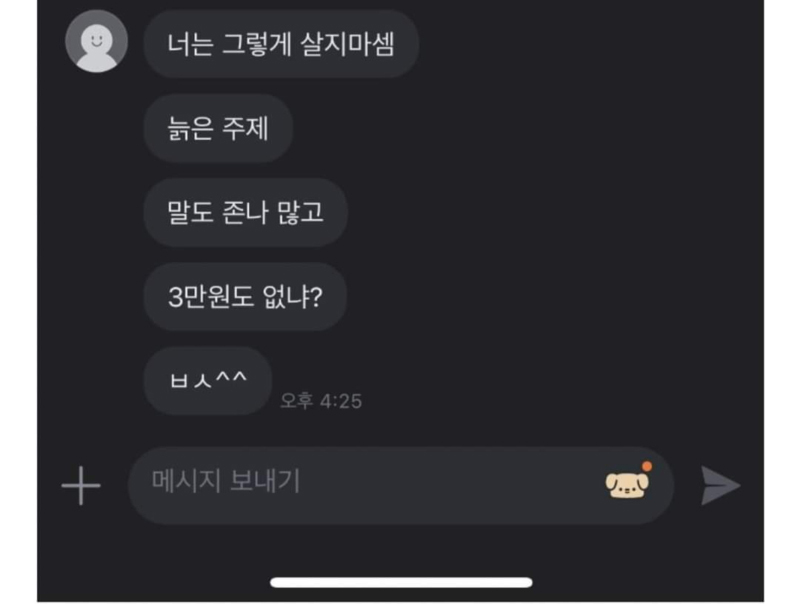 너는 그렇게 살지마셈
늙은 주제
말도 존나 많고
3만원도 없냐?
ㅂㅅ^^
오후 4:25
메시지 보내기